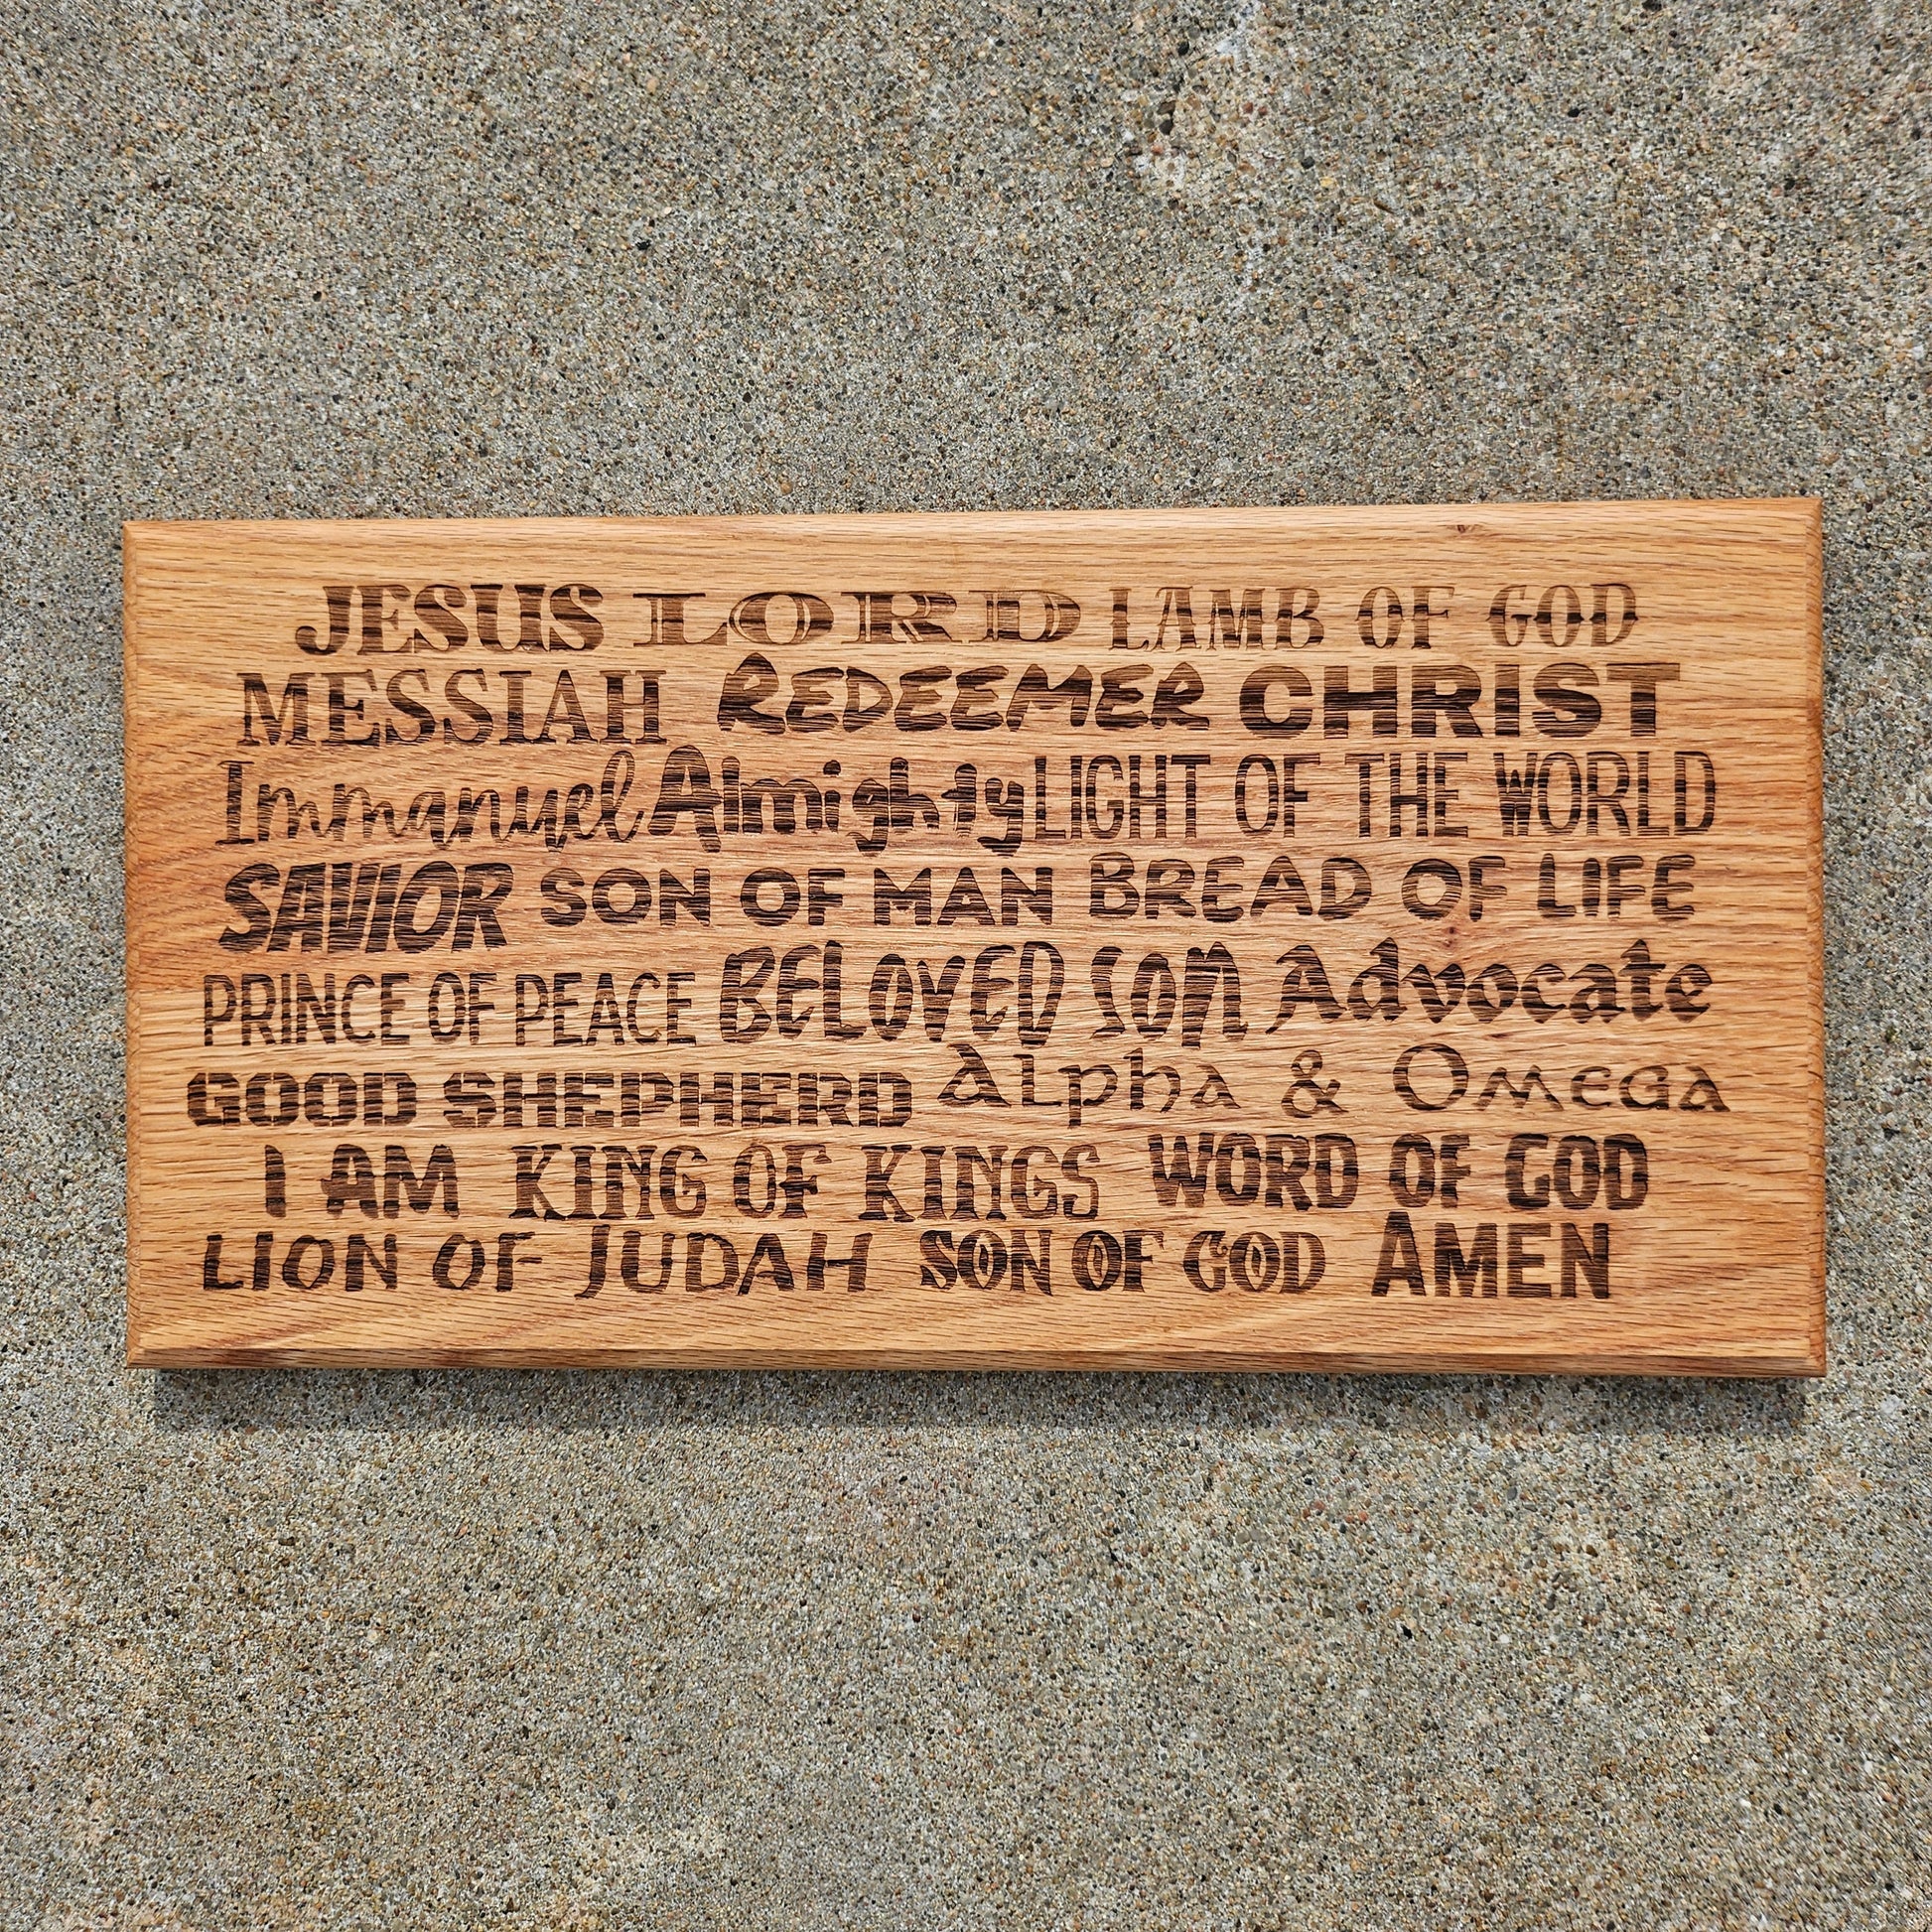 JESUS LORD LAMB OF GOD
MESSIAH REDEEMER CHRIST
Immanuel Almighty LIGHT OF THE WORLD
SAVIOR SON OF MAN BREAD OF LIFE
PRINCE OF PEACE BELOVED SON Advocate
GOOD SHEPHERD Alpha & Omega
I AM KING OF KINGS WORD OF GOD
LION OF JUDAH SON OF GOD AMEN